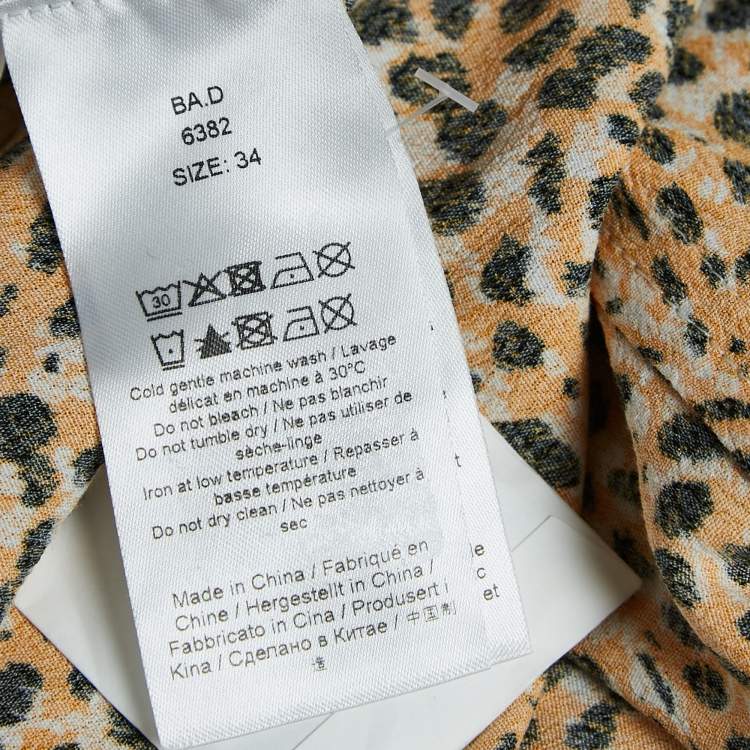 BA.D
6382
SIZE: 34
30
Cold gentle machine wash / Lavage
délicat en machine à 30°C
Do not bleach / Ne pas blanchir
Do not tumble dry / Ne pas utiliser de
sèche-linge
Iron at low temperature / Repasser à
basse température
Do not dry clean / Ne pas nettoyer à
sec
Made in China / Fabriqué en
Chine / Hergestellt in China /
Fabbricato in Cina / Produsert i
Kina / Сделано в Китае / 中国制
造
t
le
c
et